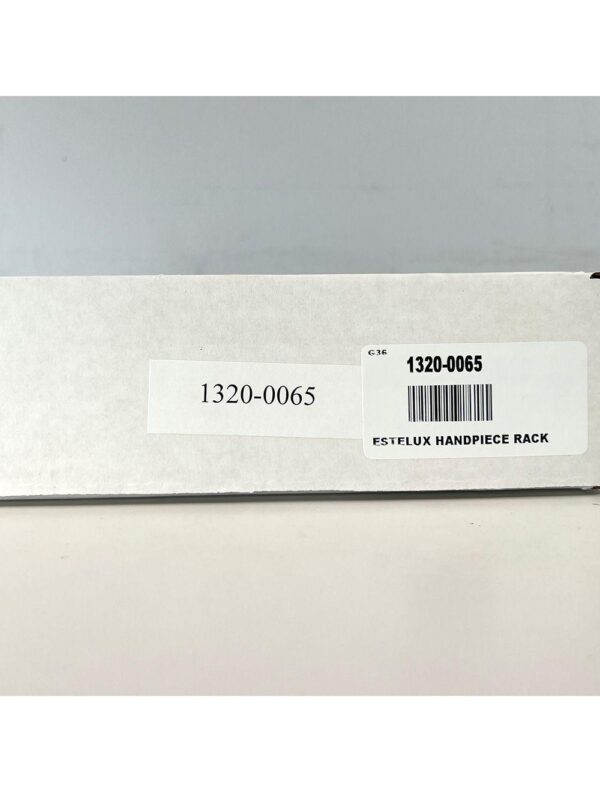 1320-0065
G36
1320-0065
ESTELUX HANDPIECE RACK